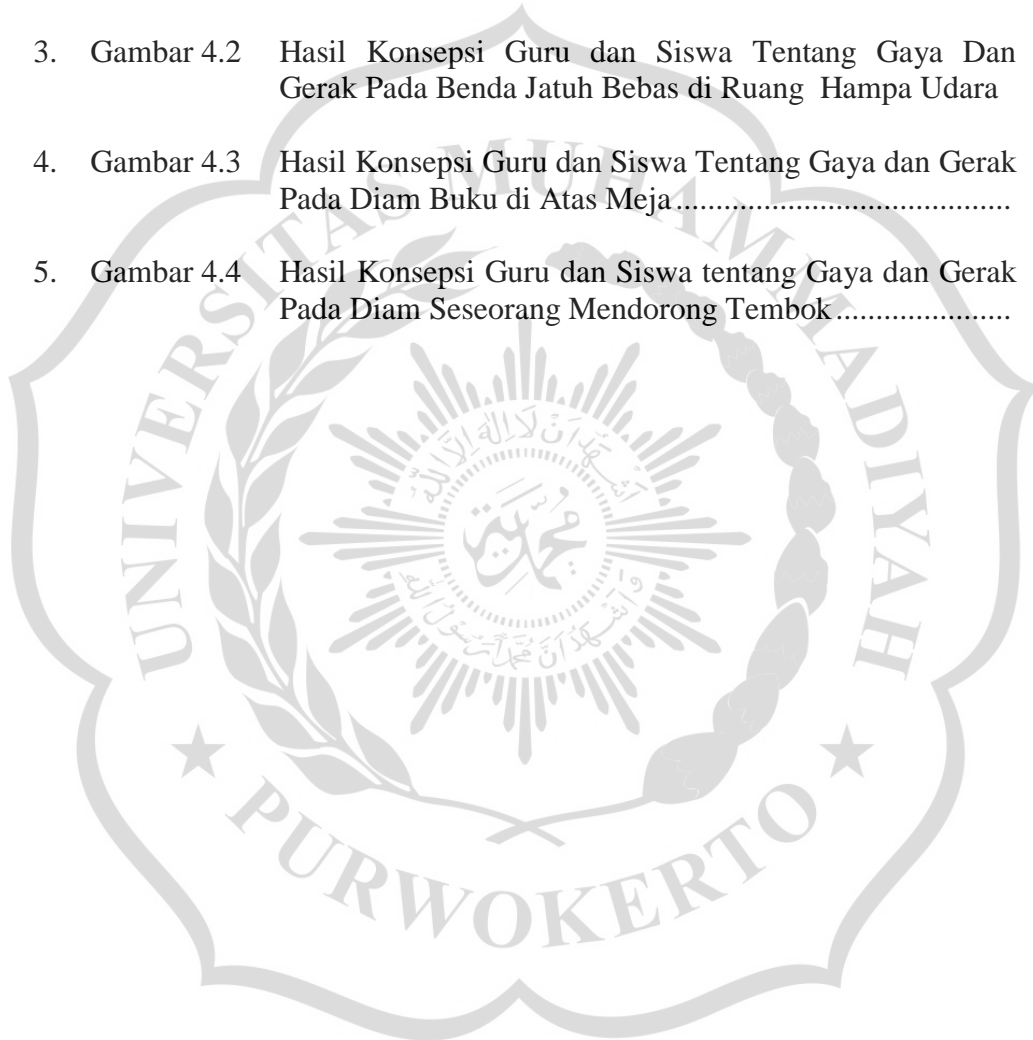 3. Gambar 4.2 Hasil Konsepsi Guru dan Siswa Tentang Gaya Dan
Gerak Pada Benda Jatuh Bebas di Ruang Hampa Udara
4. Gambar 4.3 Hasil Konsepsi Guru dan Siswa Tentang Gaya dan Gerak
Pada Diam Buku di Atas Meja..........................................
5. Gambar 4.4 Hasil Konsepsi Guru dan Siswa tentang Gaya dan Gerak
Pada Diam Seseorang Mendorong Tembok......................
UNIVERSITAS MUHAMMADIYAH
محمدية
PURWOKERTO